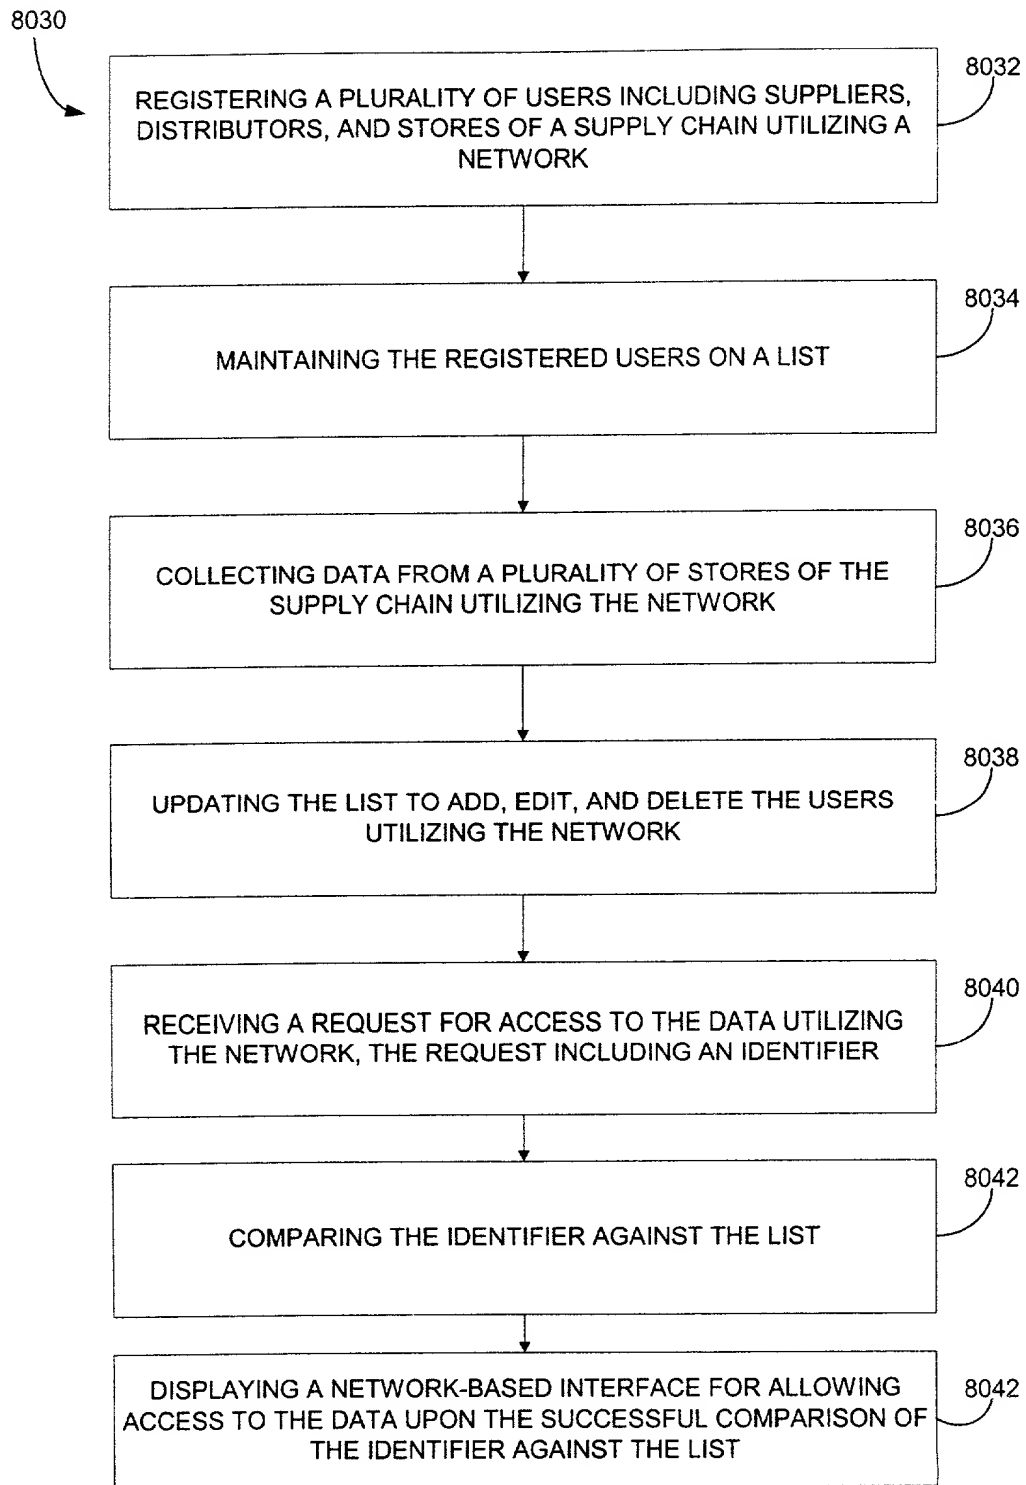 8030
8032
REGISTERING A PLURALITY OF USERS INCLUDING SUPPLIERS,
DISTRIBUTORS, AND STORES OF A SUPPLY CHAIN UTILIZING A
NETWORK
8034
MAINTAINING THE REGISTERED USERS ON A LIST
8036
COLLECTING DATA FROM A PLURALITY OF STORES OF THE
SUPPLY CHAIN UTILIZING THE NETWORK
8038
UPDATING THE LIST TO ADD, EDIT, AND DELETE THE USERS
UTILIZING THE NETWORK
8040
RECEIVING A REQUEST FOR ACCESS TO THE DATA UTILIZING
THE NETWORK, THE REQUEST INCLUDING AN IDENTIFIER
8042
COMPARING THE IDENTIFIER AGAINST THE LIST
8042
DISPLAYING A NETWORK-BASED INTERFACE FOR ALLOWING
ACCESS TO THE DATA UPON THE SUCCESSFUL COMPARISON OF
THE IDENTIFIER AGAINST THE LIST